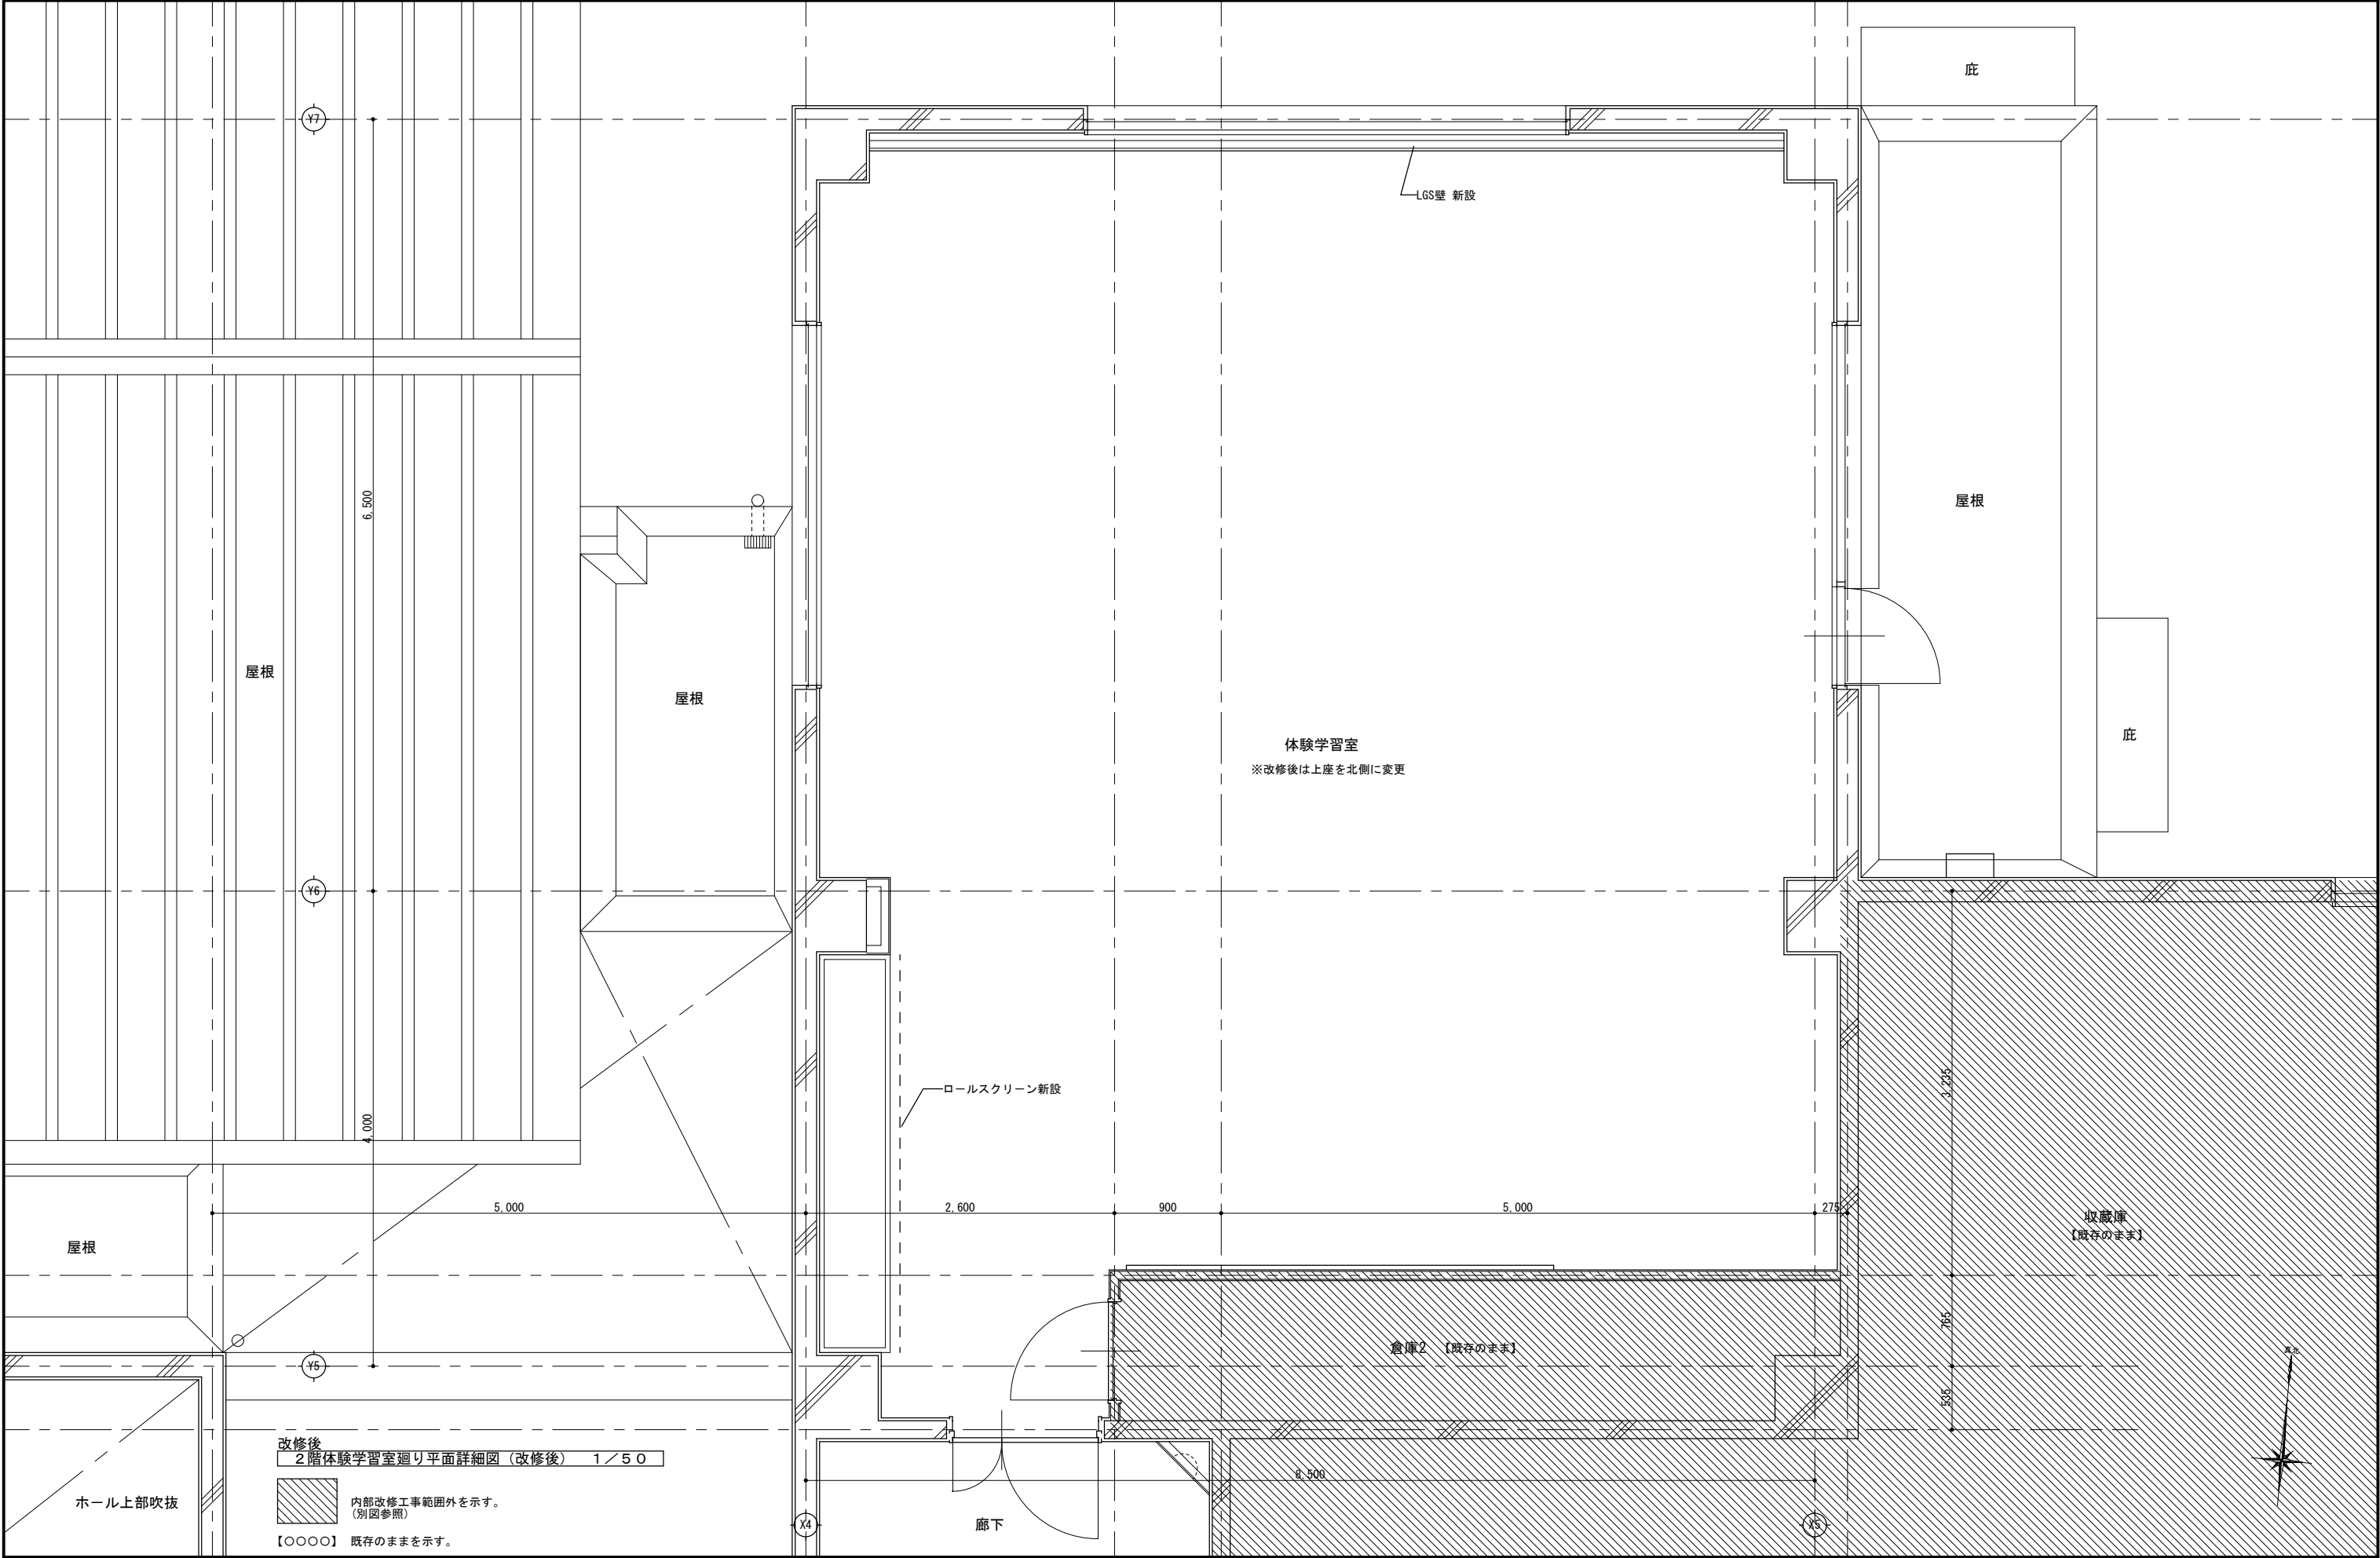 庇
Y7
LGS壁 新設
屋根
6,500
屋根
屋根
体験学習室
※改修後は上座を北側に変更
庇
Y6
ロールスクリーン新設
3,235
4,000
5,000
2,600
900
5,000
275
収蔵庫
【既存のまま】
屋根
765
倉庫2 【既存のまま】
Y5
真北
535
改修後
2階体験学習室廻り平面詳細図(改修後) 1/50
8,500
ホール上部吹抜
内部改修工事範囲外を示す。
(別図参照)
X4
廊下
X5
【○○○○】 既存のままを示す。